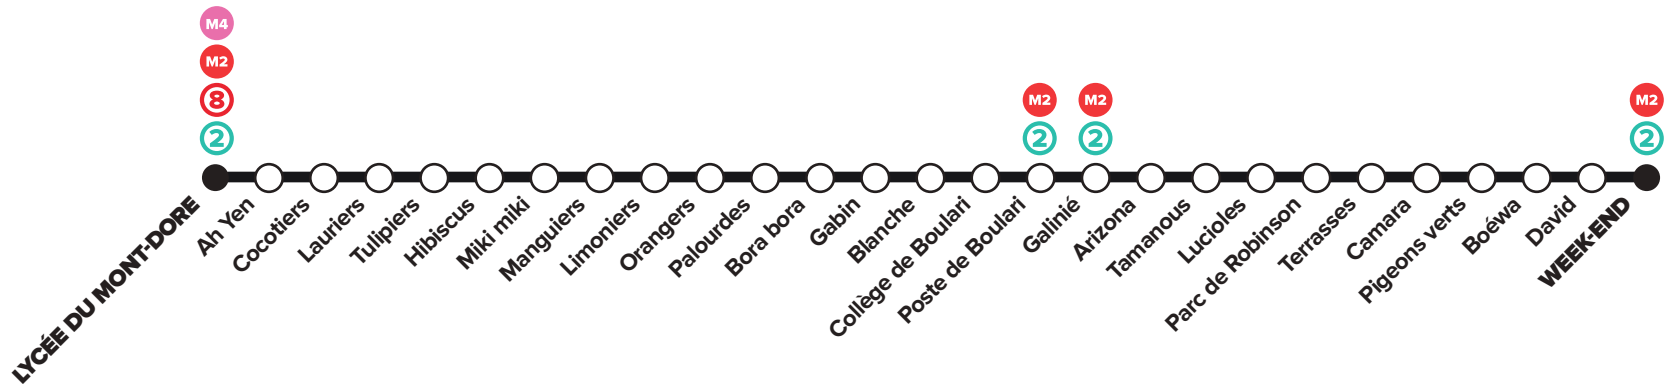 M4
M2
8
2
M2
2
M2
2
M2
2
LYCÉE DU MONT-DORE
Ah Yen
Cocotiers
Lauriers
Tulipiers
Hibiscus
Miki miki
Manguiers
Limoniers
Orangers
Palourdes
Bora bora
Gabin
Blanche
Collège de Boulari
Poste de Boulari
Galinié
Arizona
Tamanous
Lucioles
Parc de Robinson
Terrasses
Camara
Pigeons verts
Boéwa
David
WEEK-END